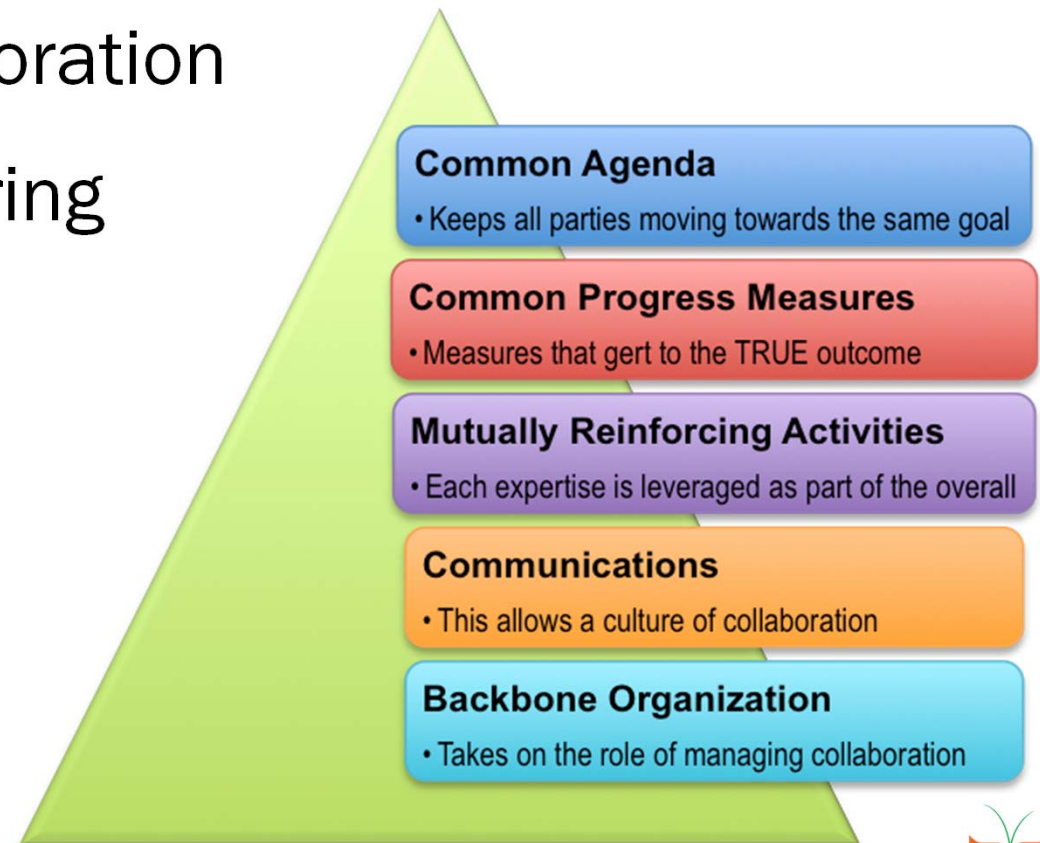 oration
ring
Common Agenda
• Keeps all parties moving towards the same goal
Common Progress Measures
• Measures that gert to the TRUE outcome
Mutually Reinforcing Activities
• Each expertise is leveraged as part of the overall
Communications
• This allows a culture of collaboration
Backbone Organization
• Takes on the role of managing collaboration